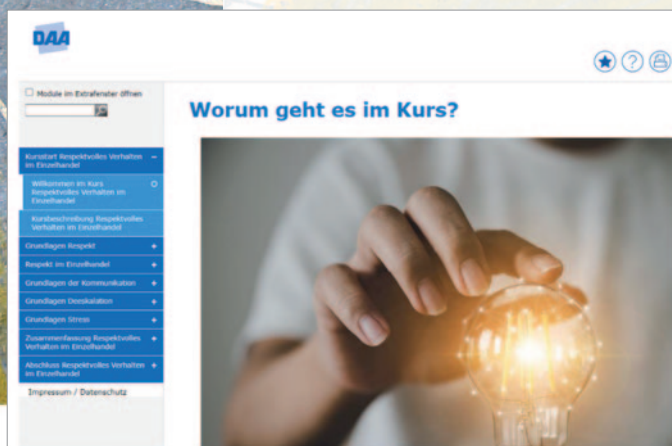 DAA
Module im Extrafenster öffnen
Worum geht es im Kurs?
Kursstart Respektvolles Verhalten
im Einzelhandel
Willkommen im Kurs
Respektvolles Verhalten im
Einzelhandel
Kursbeschreibung Respektvolles
Verhalten im Einzelhandel
Grundlagen Respekt
Respekt im Einzelhandel
Grundlagen der Kommunikation
Grundlagen Deeskalation
Grundlagen Stress
Zusammenfassung Respektvolles
Verhalten im Einzelhandel
Abschluss Respektvolles Verhalten
im Einzelhandel
Impressum / Datenschutz